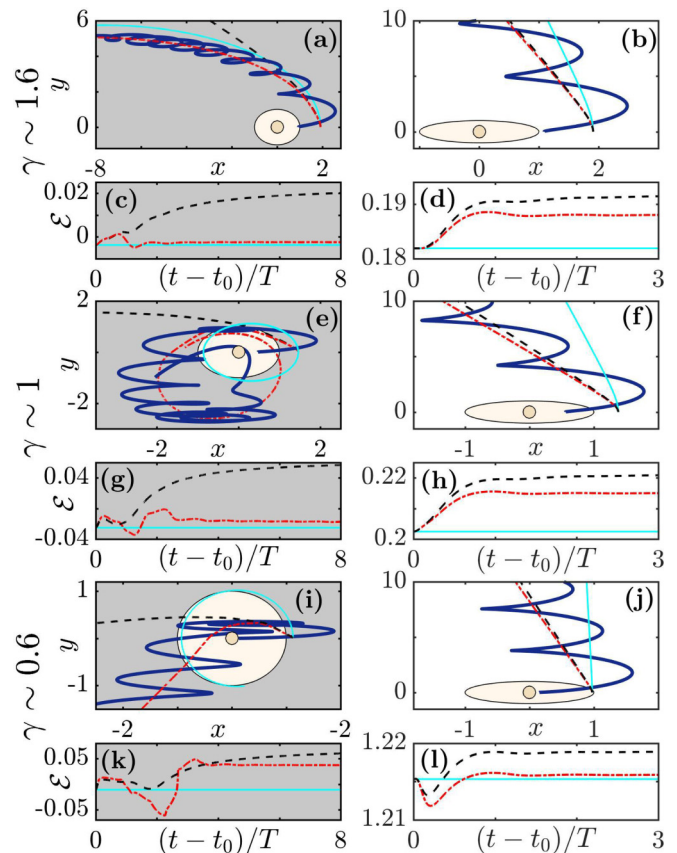 10
(a)
(b)
5
y
0
0
-8
x
2
0
x
2
γ ~ 1.6
0.02
(c)
ℰ
0
0
(t − t₀)/T
8
0.19
(d)
0.18
0
(t − t₀)/T
3
2
(e)
y
0
-2
-2
x
2
10
(f)
0
-1
x
1
γ ~ 1
0.04
(g)
ℰ
-0.04
0
(t − t₀)/T
8
0.22
(h)
0.2
0
(t − t₀)/T
3
1
(i)
y
0
-1
-2
x
-2
10
(j)
0
-1
x
1
γ ~ 0.6
0.05
(k)
ℰ
-0.05
0
(t − t₀)/T
8
1.22
(l)
1.21
0
(t − t₀)/T
3